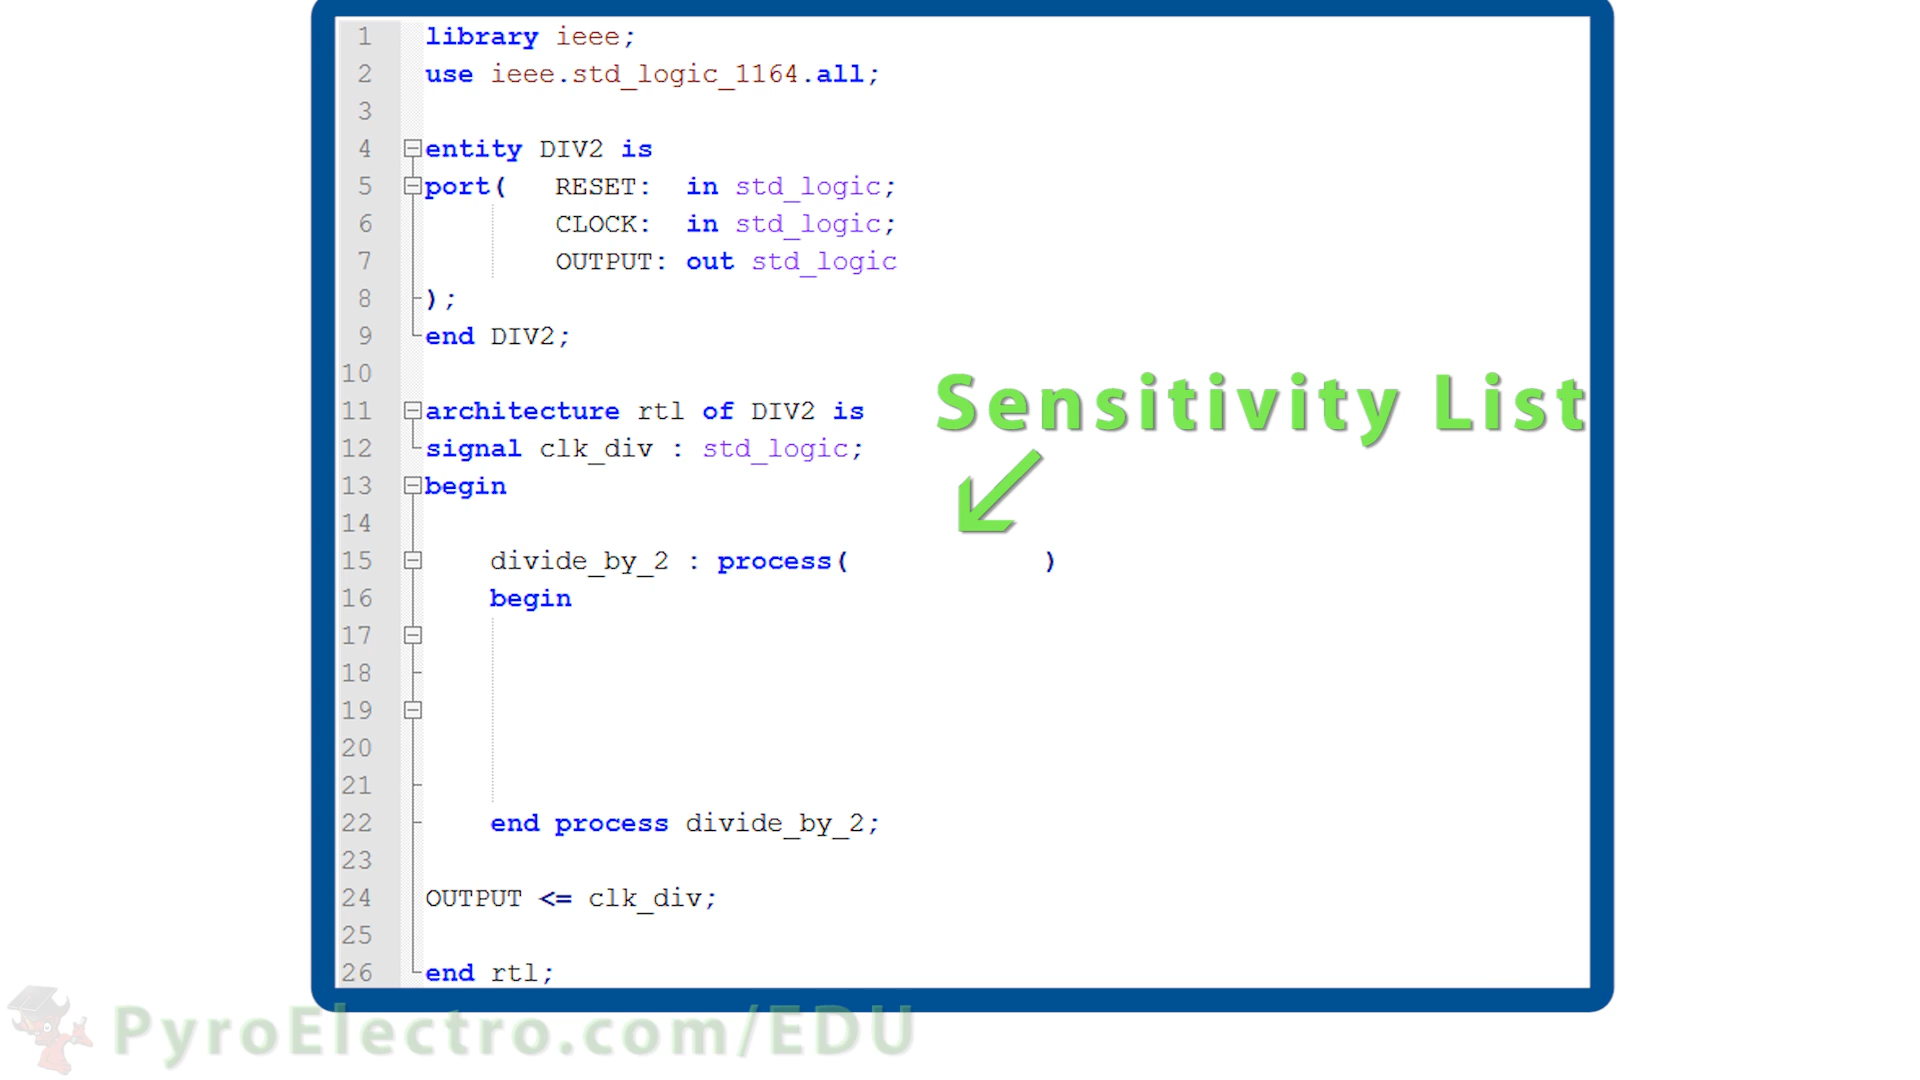 1 library ieee;
2 use ieee.std_logic_1164.all;
3
4 entity DIV2 is
5 port( RESET: in std_logic;
6 CLOCK: in std_logic;
7 OUTPUT: out std_logic
8 );
9 end DIV2;
10
11 architecture rtl of DIV2 is
Sensitivity List
12 signal clk_div : std_logic;
13 begin
14
15 divide_by_2 : process( )
16 begin
17
18
19
20
21
22 end process divide_by_2;
23
24 OUTPUT <= clk_div;
25
26 end rtl;
PyroElectro.com/EDU